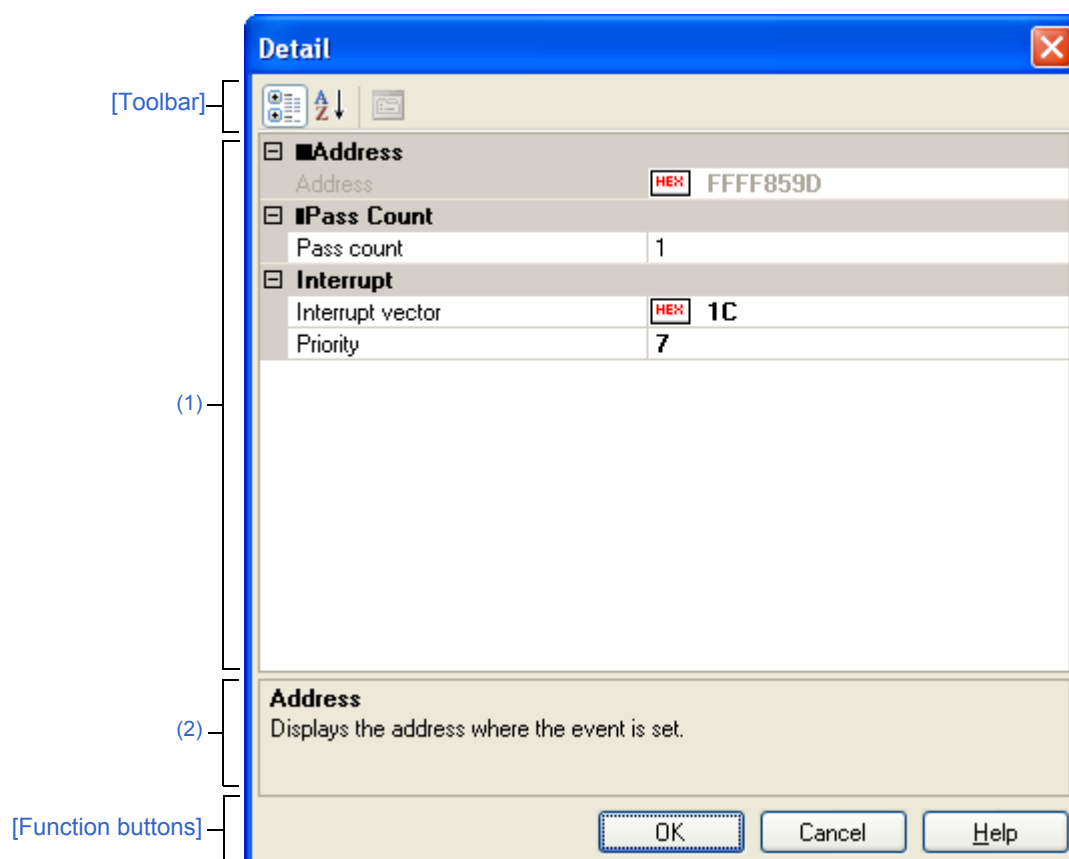 Detail
[Toolbar]
A
Z
■Address
Address HEX FFFF859D
Pass Count
Pass count 1
Interrupt
Interrupt vector HEX 1C
Priority 7
(1)
Address
Displays the address where the event is set.
(2)
[Function buttons]
OK Cancel Help